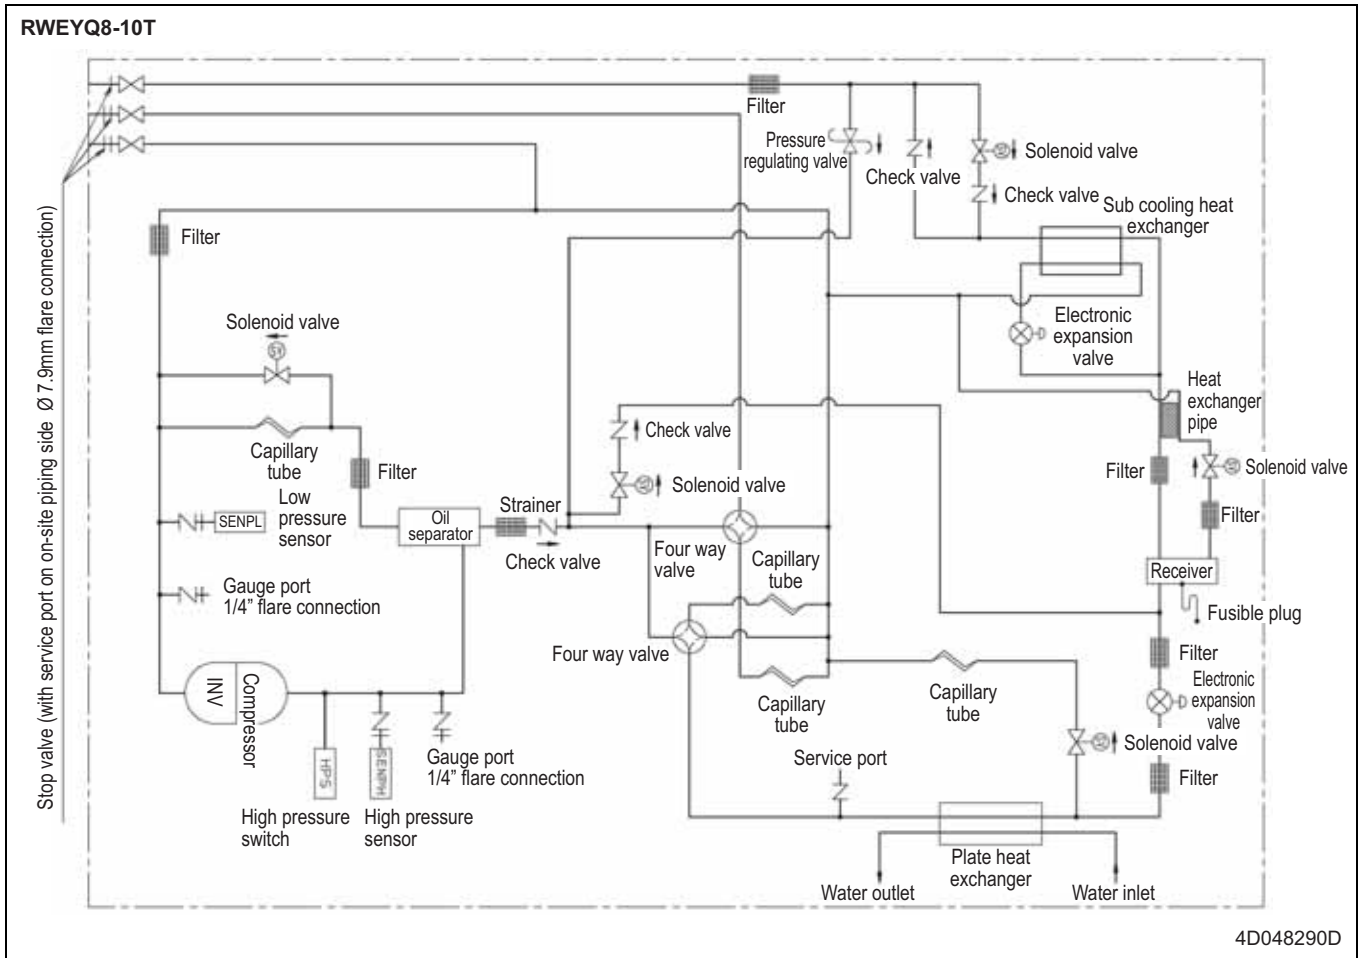 RWEYQ8-10T
Filter
Pressure
regulating valve
Check valve
Solenoid valve
Check valve
Sub cooling heat
exchanger
Filter
Stop valve (with service port on on-site piping side Ø 7.9mm flare connection)
Solenoid valve
Electronic
expansion
valve
Heat
exchanger
pipe
Capillary
tube
Filter
Check valve
Solenoid valve
Filter
Solenoid valve
Filter
SENPL
Low
pressure
sensor
Oil
separator
Strainer
Check valve
Four way
valve
Capillary
tube
Receiver
Fusible plug
Gauge port
1/4” flare connection
Four way valve
Filter
INV
Compressor
Capillary
tube
Capillary
tube
Electronic
expansion
valve
Solenoid valve
Filter
HPS
SENPH
Gauge port
1/4” flare connection
Service port
High pressure
switch
High pressure
sensor
Plate heat
exchanger
Water outlet
Water inlet
4D048290D